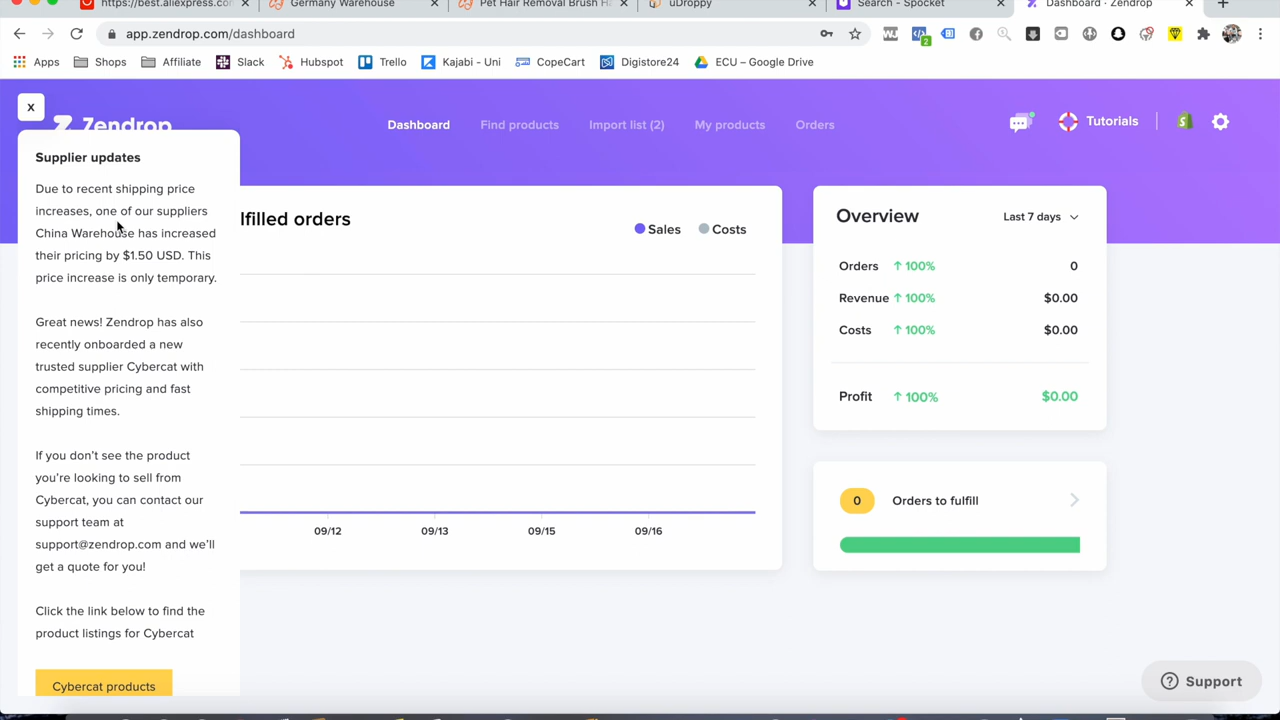 https://best.aliexpress.com
Germany Warehouse
Pet Hair Removal Brush H
uDroppy
Search - Spocket
Dashboard · Zendrop
app.zendrop.com/dashboard
2
Apps
Shops
Affiliate
Slack
Hubspot
Trello
Kajabi - Uni
CopeCart
Digistore24
ECU – Google Drive
x
Zendrop
Dashboard
Find products
Import list (2)
My products
Orders
Tutorials
Supplier updates
Due to recent shipping price
increases, one of our suppliers
China Warehouse has increased
their pricing by $1.50 USD. This
price increase is only temporary.
Great news! Zendrop has also
recently onboarded a new
trusted supplier Cybercat with
competitive pricing and fast
shipping times.
If you don't see the product
you're looking to sell from
Cybercat, you can contact our
support team at
support@zendrop.com and we'll
get a quote for you!
Click the link below to find the
product listings for Cybercat
Cybercat products
lfilled orders
Sales
Costs
09/12
09/13
09/15
09/16
Overview
Last 7 days
Orders ↑ 100% 0
Revenue ↑ 100% $0.00
Costs ↑ 100% $0.00
Profit ↑ 100% $0.00
0 Orders to fulfill
Support